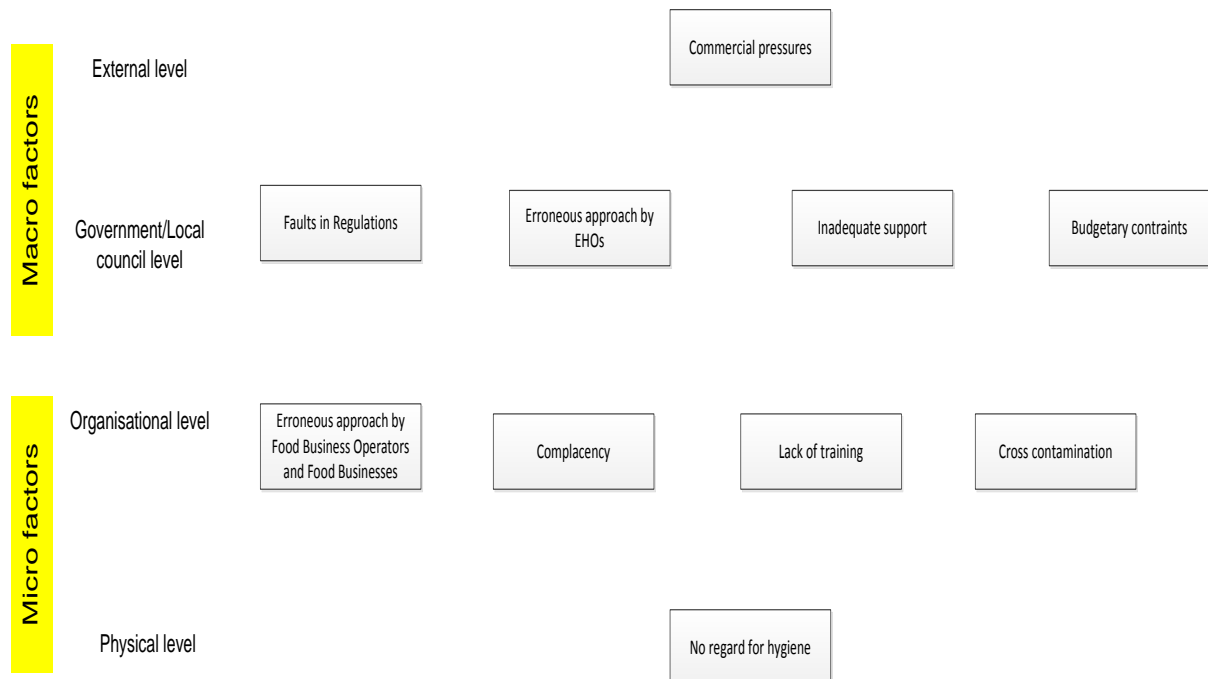 Macro factors
External level
Commercial pressures
Government/Local
council level
Faults in Regulations
Erroneous approach by
EHOs
Inadequate support
Budgetary contraints
Micro factors
Organisational level
Erroneous approach by
Food Business Operators
and Food Businesses
Complacency
Lack of training
Cross contamination
Physical level
No regard for hygiene